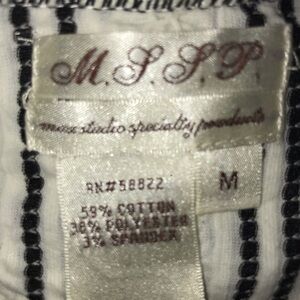 M.S.S.P.
max studio specialty products
RN#58822
M
59% COTTON
38% POLYESTER
3% SPANDEX